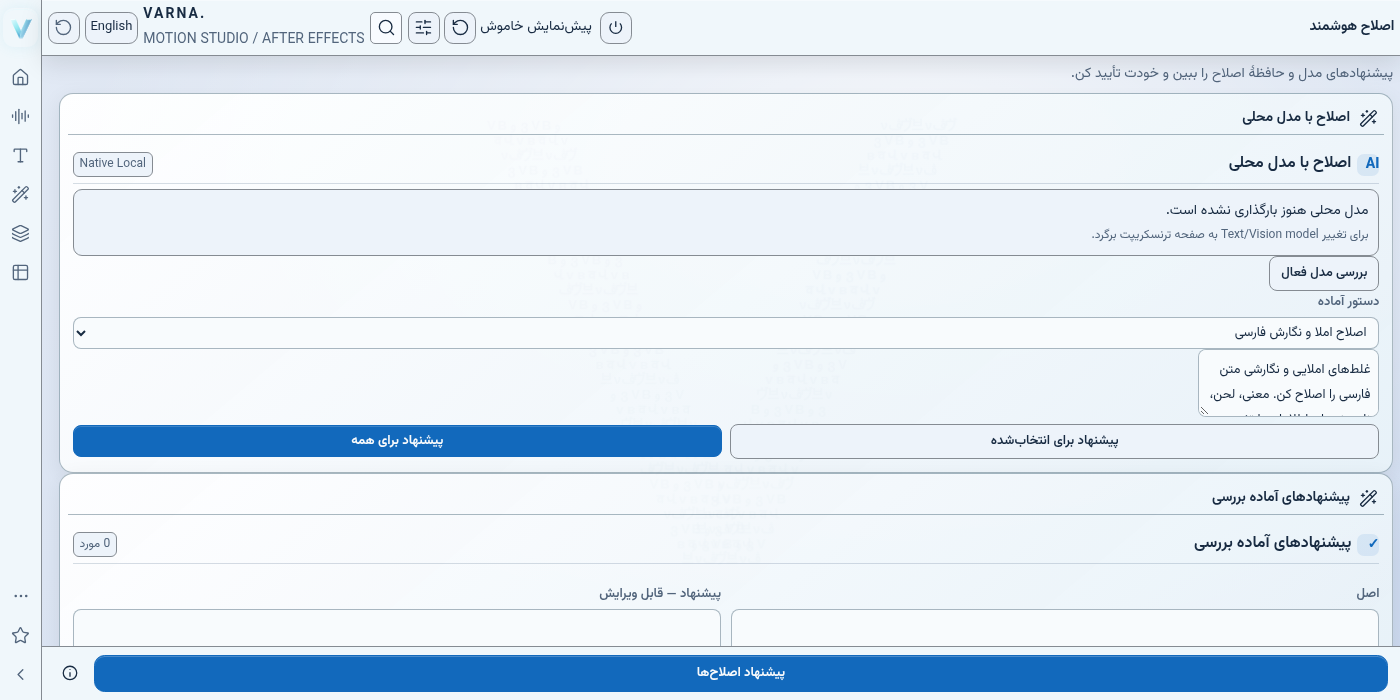 اصلاح هوشمند
پیش‌نمایش خاموش
VARNA.
MOTION STUDIO / AFTER EFFECTS
English
پیشنهادهای مدل و حافظهٔ اصلاح را ببین و خودت تأیید کن.
اصلاح با مدل محلی
AI اصلاح با مدل محلی
Native Local
مدل محلی هنوز بارگذاری نشده است.
برای تغییر Text/Vision model به صفحه ترنسکریپت برگرد.
بررسی مدل فعال
دستور آماده
اصلاح املا و نگارش فارسی
غلط‌های املایی و نگارشی متن
فارسی را اصلاح کن. معنی، لحن،
پیشنهاد برای انتخاب‌شده
پیشنهاد برای همه
پیشنهادهای آماده بررسی
✓ پیشنهادهای آماده بررسی
0 مورد
اصل
پیشنهاد — قابل ویرایش
پیشنهاد اصلاح‌ها